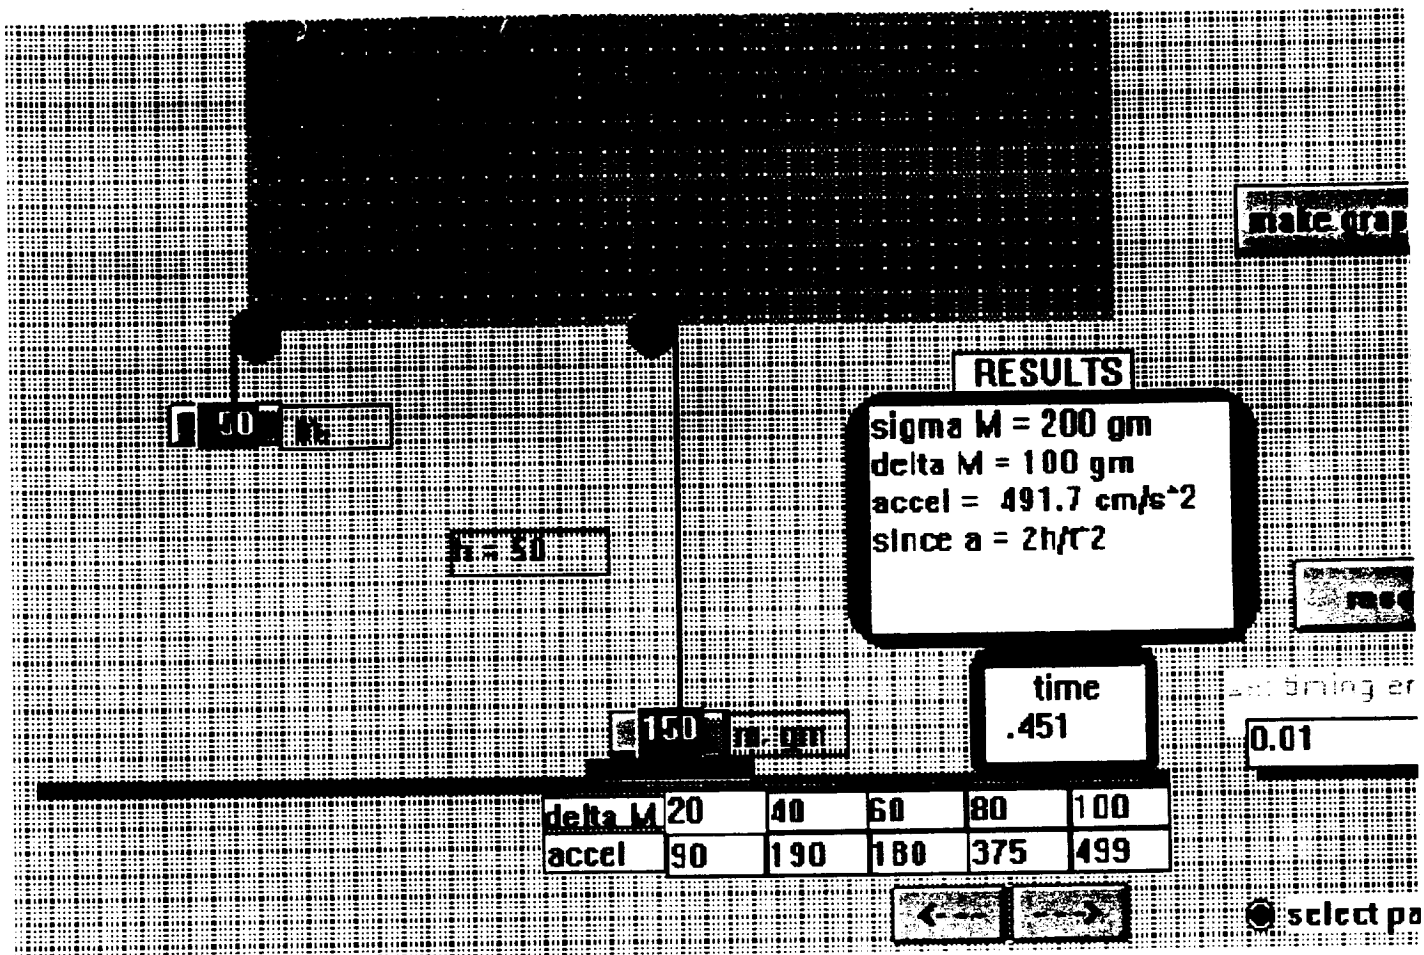 RESULTS
sigma M = 200 gm
delta M = 100 gm
accel = 491.7 cm/s^2
since a = 2h/t^2
50
h = 50
time
.451
150
0.01
delta M 20 40 60 80 100
accel 90 190 180 375 499
<---
--->
select pa
make grap
timing er